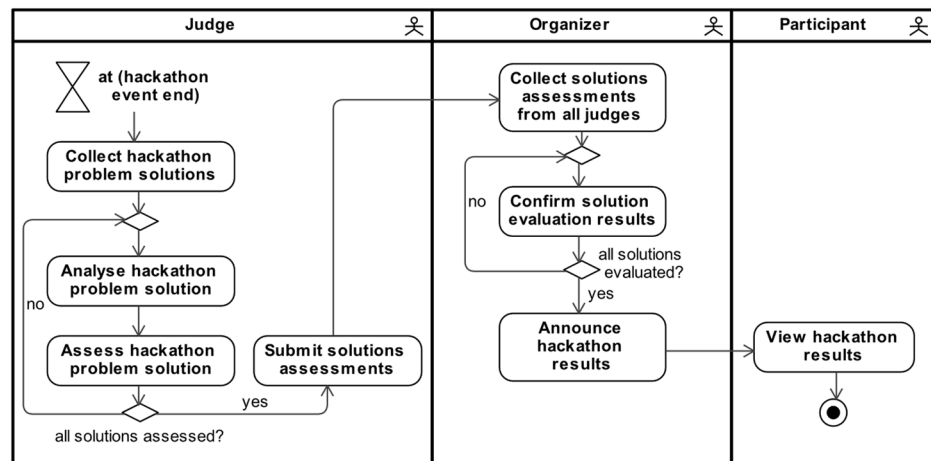 Judge
Organizer
Participant
at (hackathon
event end)
Collect hackathon
problem solutions
Analyse hackathon
problem solution
no
Assess hackathon
problem solution
all solutions assessed?
yes
Submit solutions
assessments
Collect solutions
assessments
from all judges
no
Confirm solution
evaluation results
all solutions
evaluated?
yes
Announce
hackathon
results
View hackathon
results